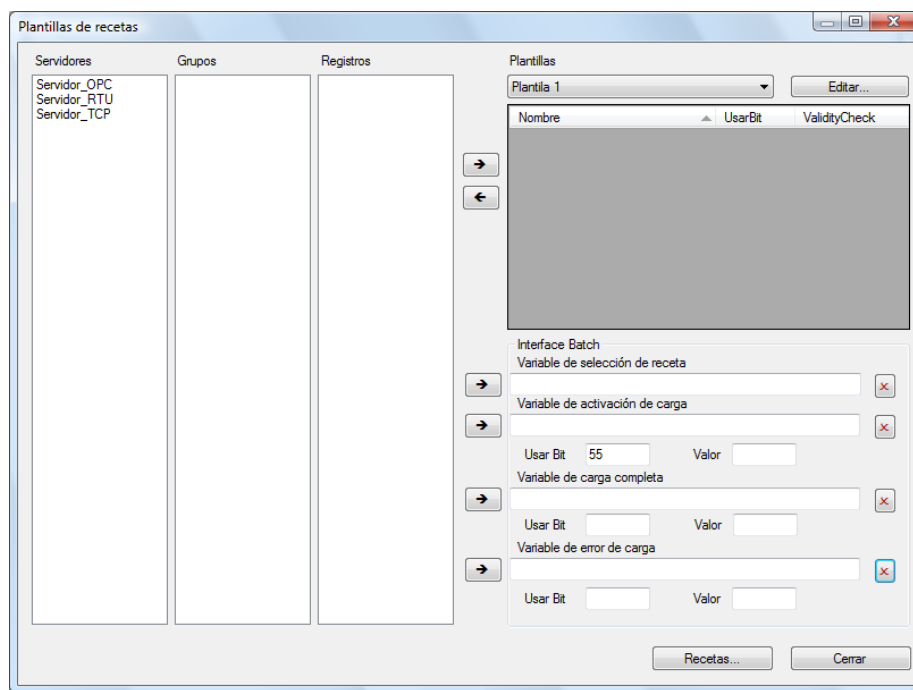 Plantillas de recetas
Servidores Grupos Registros Plantillas
Servidor_OPC
Servidor_RTU
Servidor_TCP
Plantila 1 Editar...
Nombre UsarBit ValidityCheck
Interface Batch
Variable de selección de receta
Variable de activación de carga
Usar Bit 55 Valor
Variable de carga completa
Usar Bit Valor
Variable de error de carga
Usar Bit Valor
Recetas... Cerrar